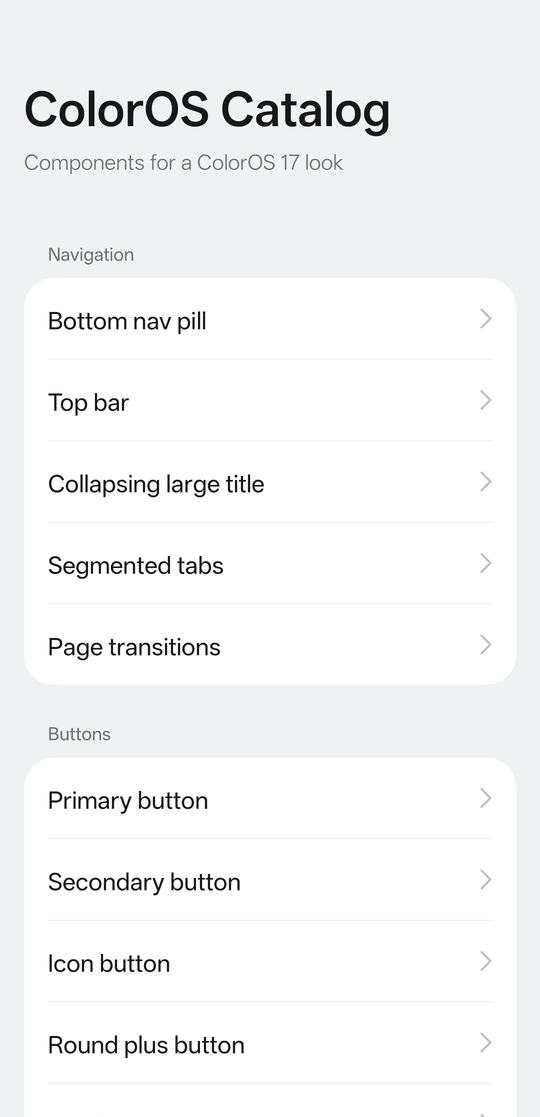 ColorOS Catalog
Components for a ColorOS 17 look
Navigation
Bottom nav pill
Top bar
Collapsing large title
Segmented tabs
Page transitions
Buttons
Primary button
Secondary button
Icon button
Round plus button